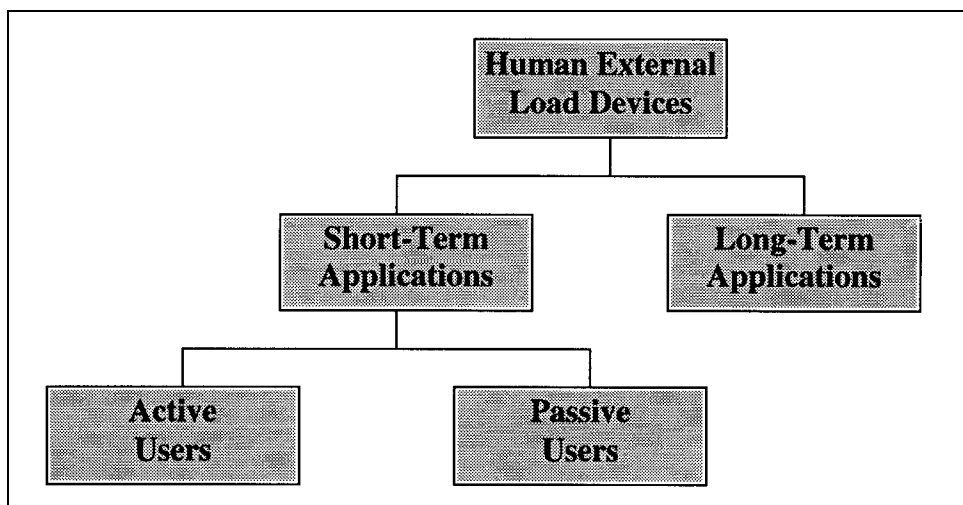 Human External
Load Devices
Short-Term
Applications
Long-Term
Applications
Active
Users
Passive
Users